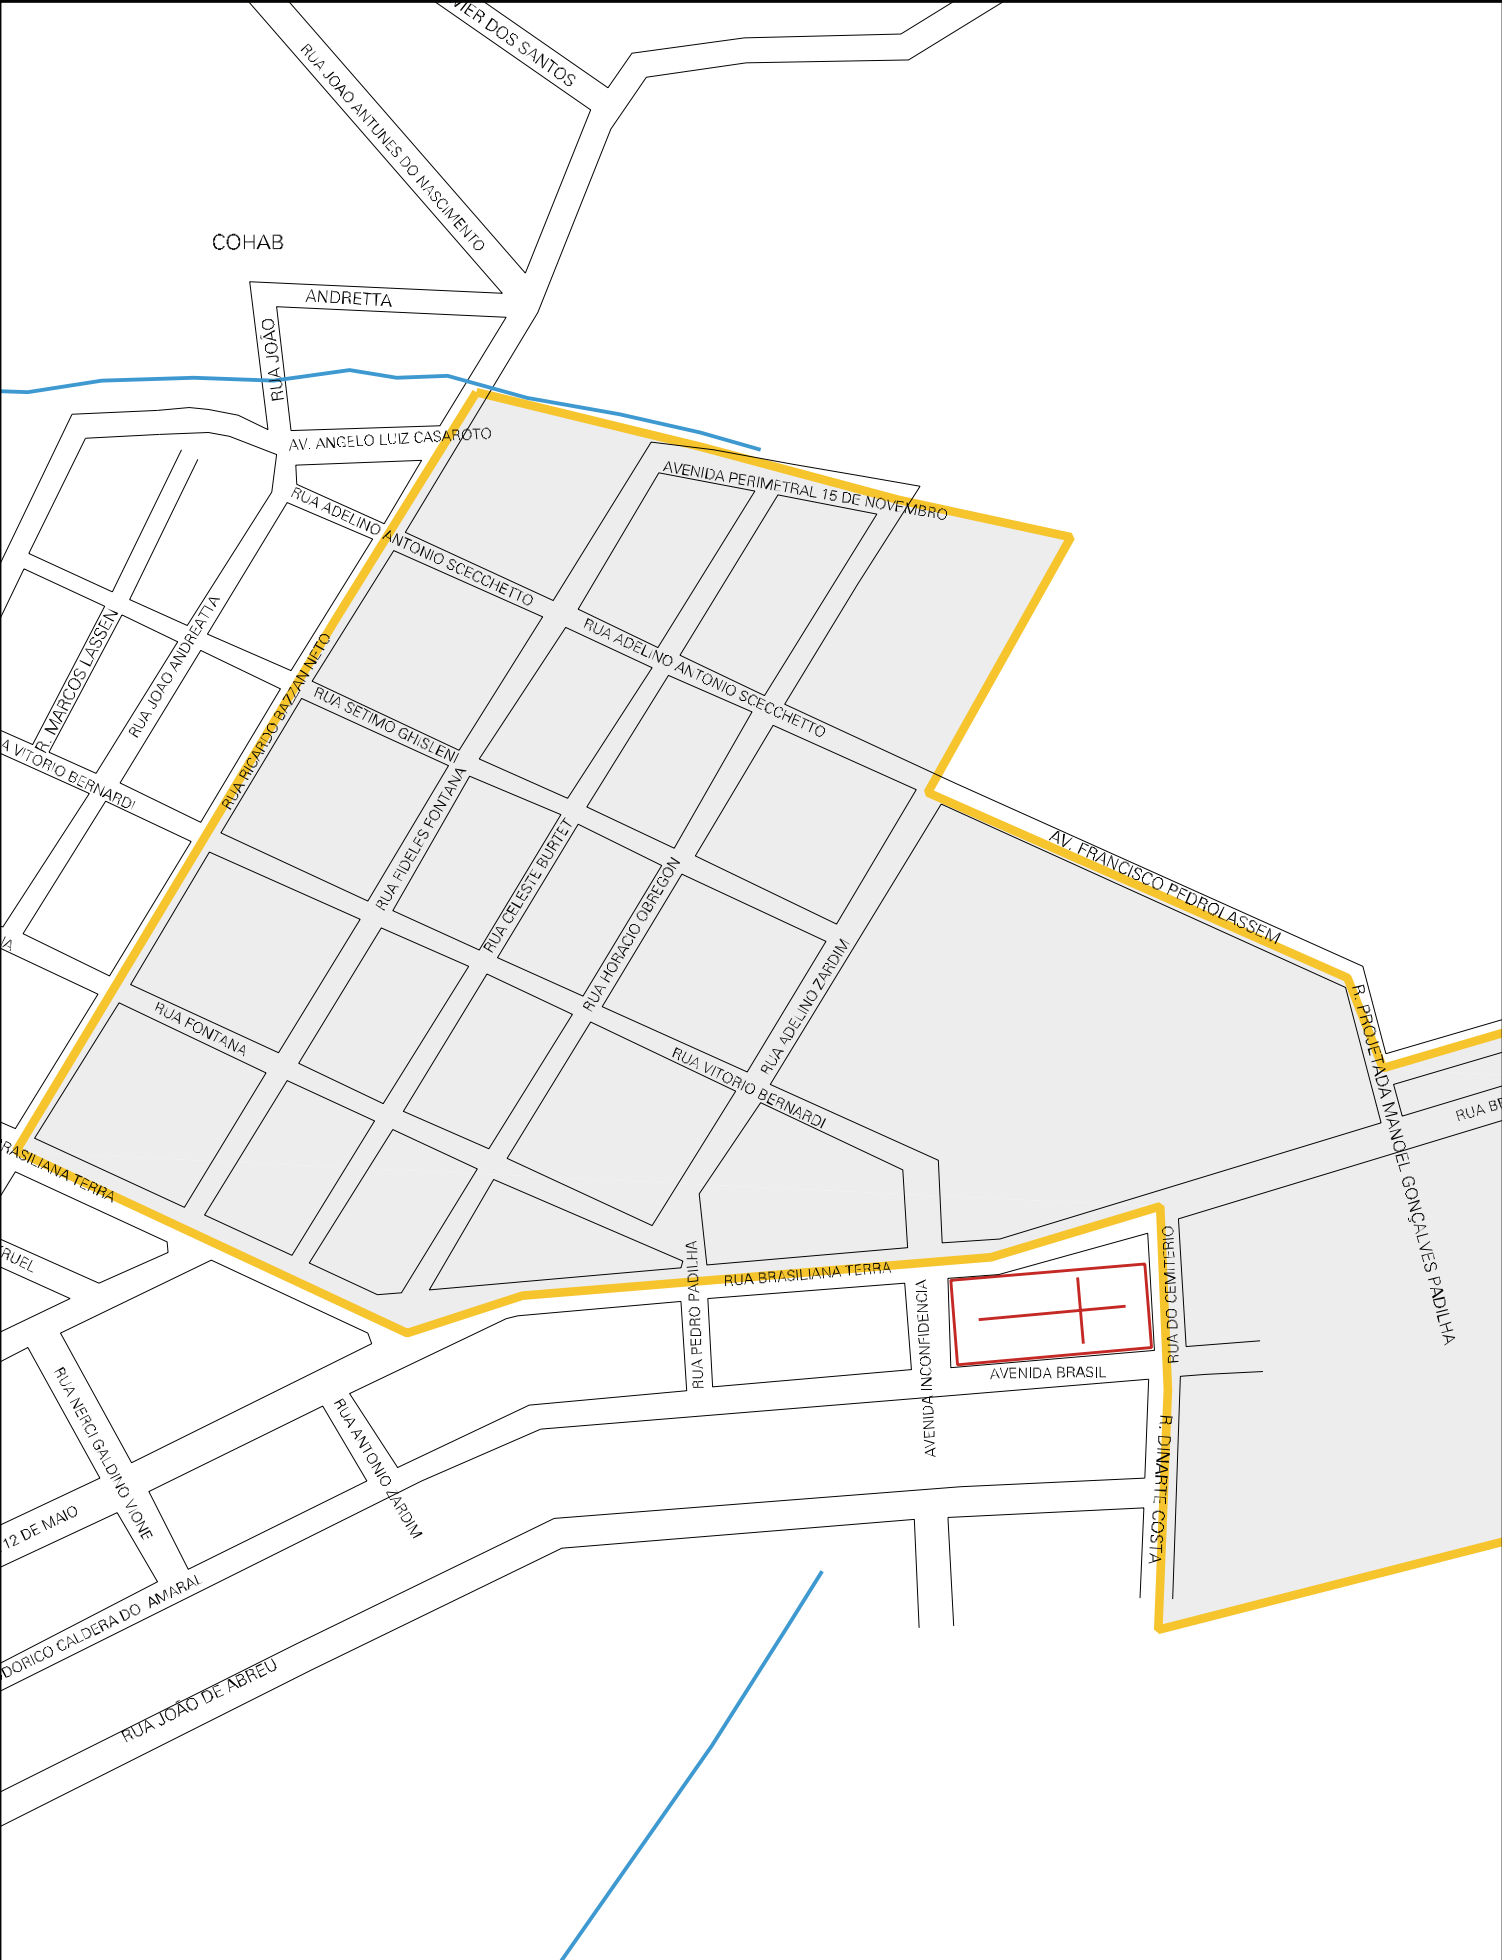 VIER DOS SANTOS
RUA JOAO ANTUNES DO NASCIMENTO
COHAB
ANDRETTA
RUA JOÃO
AV. ANGELO LUIZ CASAROTO
AVENIDA PERIMETRAL 15 DE NOVEMBRO
RUA ADELINO ANTONIO SCECCHETTO
RUA ADELINO ANTONIO SCECCHETTO
R. MARCOS LASSEN
RUA JOAO ANDREATTA
RUA RICARDO BAZZAN NETO
RUA SETIMO GHISLENI
A VITORIO BERNARDI
RUA FIDELES FONTANA
RUA CELESTE BURTET
RUA HORACIO OBREGON
RUA ADELINO ZARDIM
AV. FRANCISCO PEDROLASSEM
R. PROJETADA MANOEL GONÇALVES PADILHA
RUA FONTANA
RUA VITORIO BERNARDI
RUA BR
BRASILIANA TERRA
RUEL
RUA PEDRO PADILHA
RUA BRASILIANA TERRA
AVENIDA INCONFIDENCIA
RUA DO CEMITERIO
AVENIDA BRASIL
RUA NERCI GALDINO VIONE
RUA ANTONIO ZARDIM
R. DINARTE COSTA
12 DE MAIO
DORICO CALDERA DO AMARAL
RUA JOÃO DE ABREU